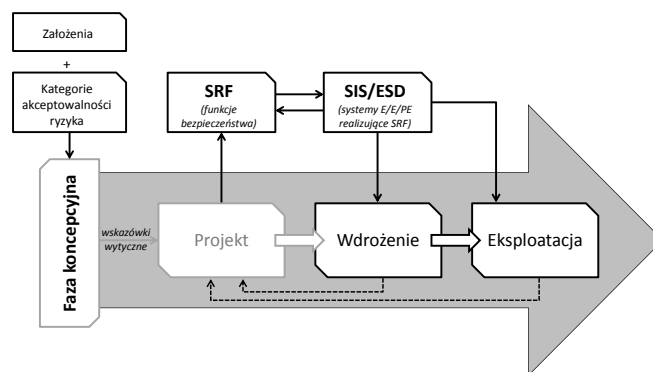 Założenia
+
Kategorie
akceptowalności
ryzyka
SRF
(funkcje
bezpieczeństwa)
SIS/ESD
(systemy E/E/PE
realizujące SRF)
Faza koncepcyjna
wskazówki
wytyczne
Projekt
Wdrożenie
Eksploatacja